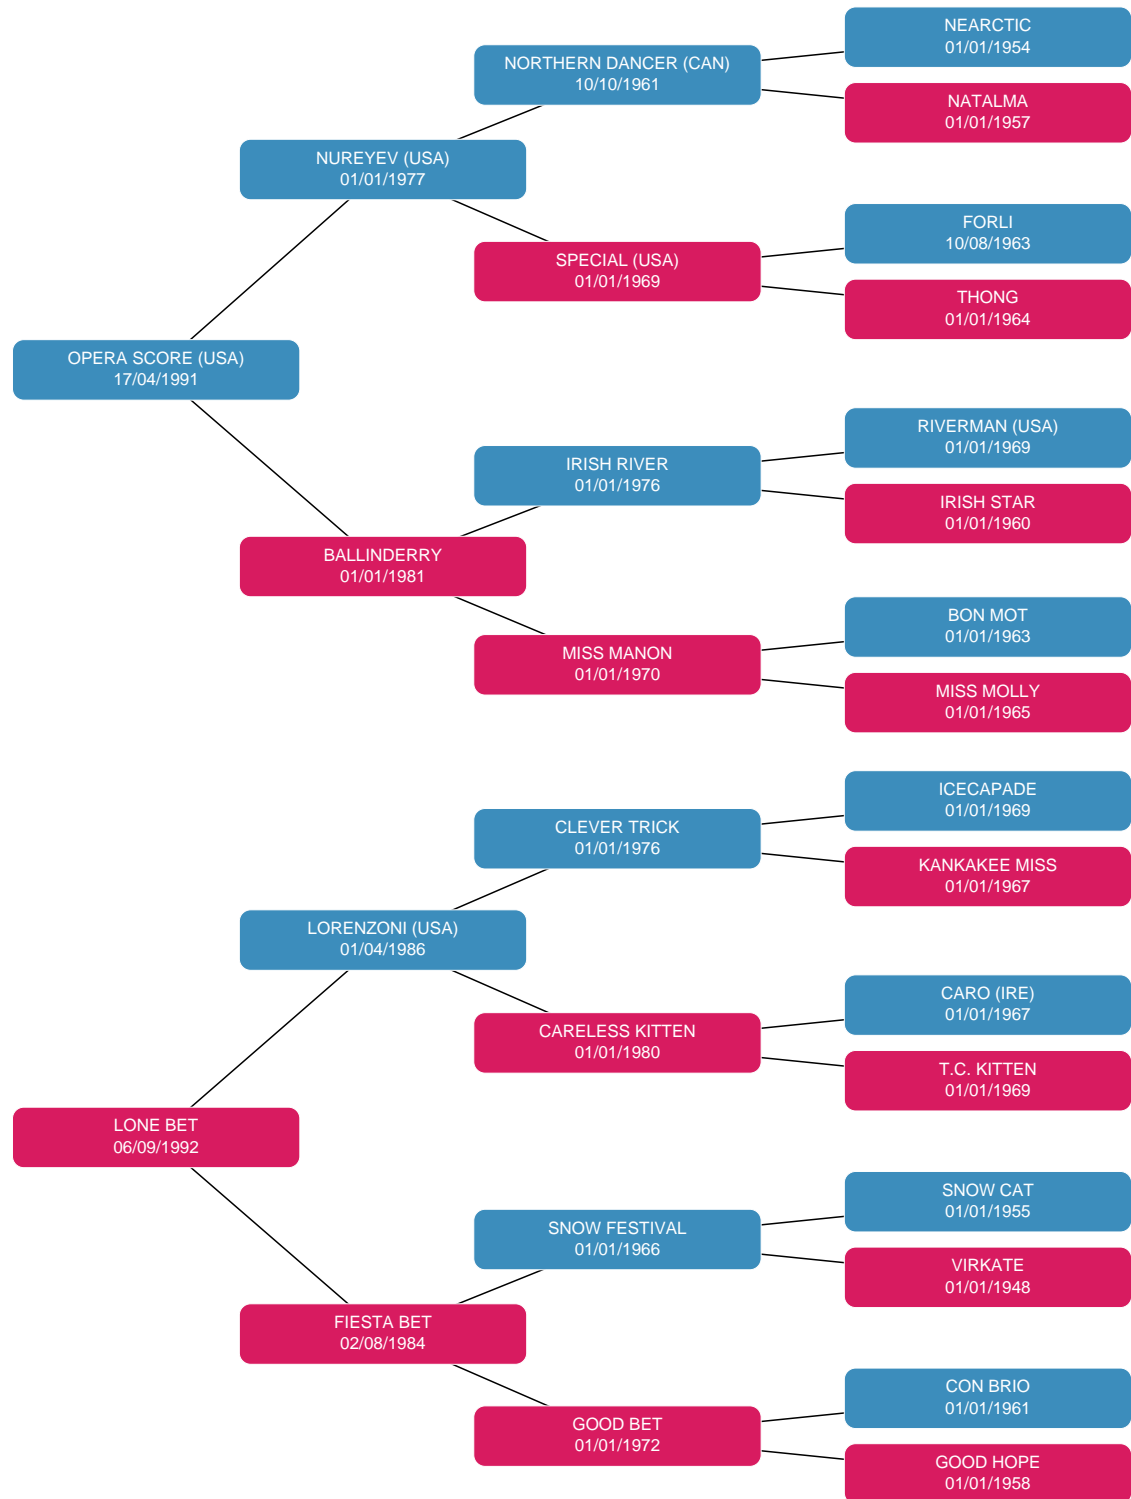 NEARCTIC
01/01/1954
NORTHERN DANCER (CAN)
10/10/1961
NATALMA
01/01/1957
NUREYEV (USA)
01/01/1977
FORLI
10/08/1963
SPECIAL (USA)
01/01/1969
THONG
01/01/1964
OPERA SCORE (USA)
17/04/1991
RIVERMAN (USA)
01/01/1969
IRISH RIVER
01/01/1976
IRISH STAR
01/01/1960
BALLINDERRY
01/01/1981
BON MOT
01/01/1963
MISS MANON
01/01/1970
MISS MOLLY
01/01/1965
ICECAPADE
01/01/1969
CLEVER TRICK
01/01/1976
KANKAKEE MISS
01/01/1967
LORENZONI (USA)
01/04/1986
CARO (IRE)
01/01/1967
CARELESS KITTEN
01/01/1980
T.C. KITTEN
01/01/1969
LONE BET
06/09/1992
SNOW CAT
01/01/1955
SNOW FESTIVAL
01/01/1966
VIRKATE
01/01/1948
FIESTA BET
02/08/1984
CON BRIO
01/01/1961
GOOD BET
01/01/1972
GOOD HOPE
01/01/1958